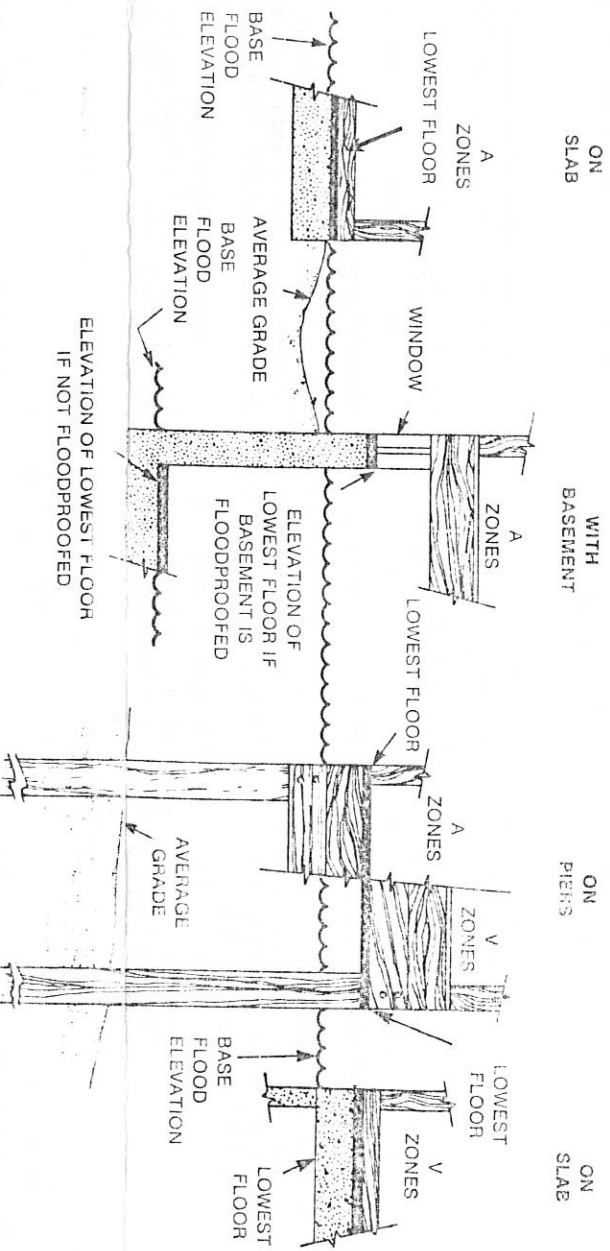 ON
SLAB
A
ZONES
LOWEST FLOOR
BASE
FLOOD
ELEVATION
AVERAGE GRADE
BASE
FLOOD
ELEVATION
ELEVATION OF LOWEST FLOOR
IF NOT FLOODPROOFED
WITH
BASEMENT
WINDOW
A
ZONES
ELEVATION OF
LOWEST FLOOR IF
BASEMENT IS
FLOODPROOFED
ON
PIERS
LOWEST FLOOR
A
ZONES
V
ZONES
AVERAGE
GRADE
LOWEST
FLOOR
BASE
FLOOD
ELEVATION
ON
SLAB
V
ZONES
LOWEST
FLOOR